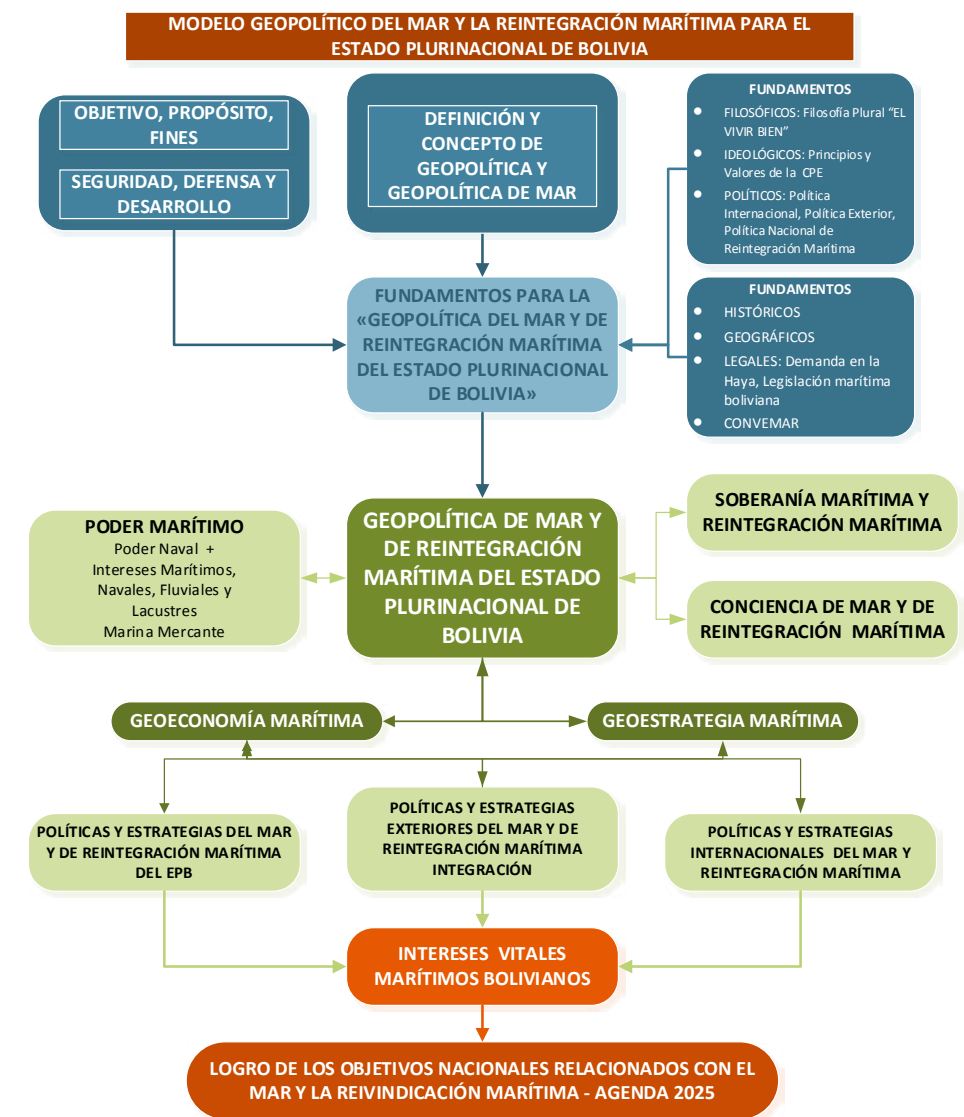 MODELO GEOPOLÍTICO DEL MAR Y LA REINTEGRACIÓN MARÍTIMA PARA EL
ESTADO PLURINACIONAL DE BOLIVIA
OBJETIVO, PROPÓSITO,
FINES
SEGURIDAD, DEFENSA Y
DESARROLLO
DEFINICIÓN Y
CONCEPTO DE
GEOPOLÍTICA Y
GEOPOLÍTICA DE MAR
FUNDAMENTOS
FILOSÓFICOS: Filosofía Plural “EL
VIVIR BIEN”
IDEOLÓGICOS: Principios y
Valores de la CPE
POLÍTICOS: Política
Internacional, Política Exterior,
Política Nacional de
Reintegración Marítima
FUNDAMENTOS
HISTÓRICOS
GEOGRÁFICOS
LEGALES: Demanda en la
Haya, Legislación marítima
boliviana
CONVEMAR
FUNDAMENTOS PARA LA
«GEOPOLÍTICA DEL MAR Y DE
REINTEGRACIÓN MARÍTIMA
DEL ESTADO PLURINACIONAL
DE BOLIVIA»
PODER MARÍTIMO
Poder Naval +
Intereses Marítimos,
Navales, Fluviales y
Lacustres
Marina Mercante
GEOPOLÍTICA DE MAR Y
DE REINTEGRACIÓN
MARÍTIMA DEL ESTADO
PLURINACIONAL DE
BOLIVIA
SOBERANÍA MARÍTIMA Y
REINTEGRACIÓN MARÍTIMA
CONCIENCIA DE MAR Y DE
REINTEGRACIÓN MARÍTIMA
GEOECONOMÍA MARÍTIMA
GEOESTRATEGIA MARÍTIMA
POLÍTICAS Y ESTRATEGIAS DEL MAR
Y DE REINTEGRACIÓN MARÍTIMA
DEL EPB
POLÍTICAS Y ESTRATEGIAS
EXTERIORES DEL MAR Y DE
REINTEGRACIÓN MARÍTIMA
INTEGRACIÓN
POLÍTICAS Y ESTRATEGIAS
INTERNACIONALES DEL MAR Y
REINTEGRACIÓN MARÍTIMA
INTERESES VITALES
MARÍTIMOS BOLIVIANOS
LOGRO DE LOS OBJETIVOS NACIONALES RELACIONADOS CON EL
MAR Y LA REIVINDICACIÓN MARÍTIMA - AGENDA 2025